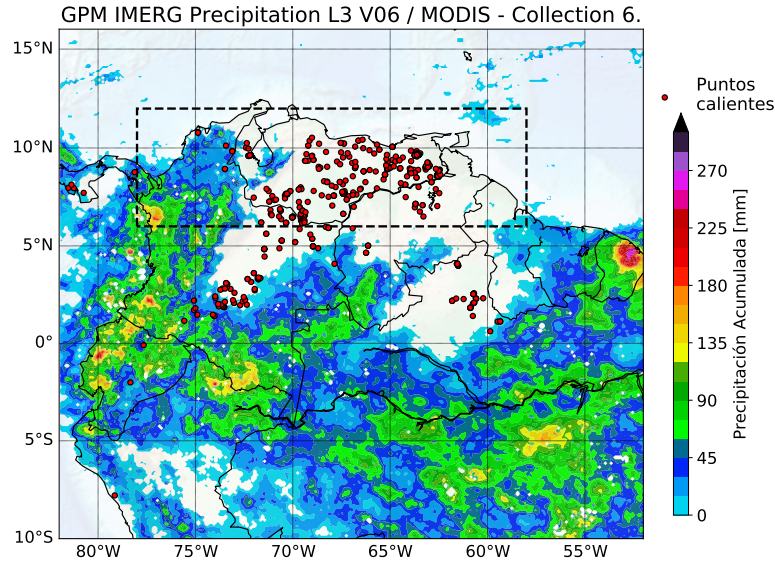 GPM IMERG Precipitation L3 V06 / MODIS - Collection 6.
15°N
10°N
5°N
0°
5°S
10°S
80°W
75°W
70°W
65°W
60°W
55°W
Puntos
calientes
270
225
180
135
90
45
0
Precipitación Acumulada [mm]